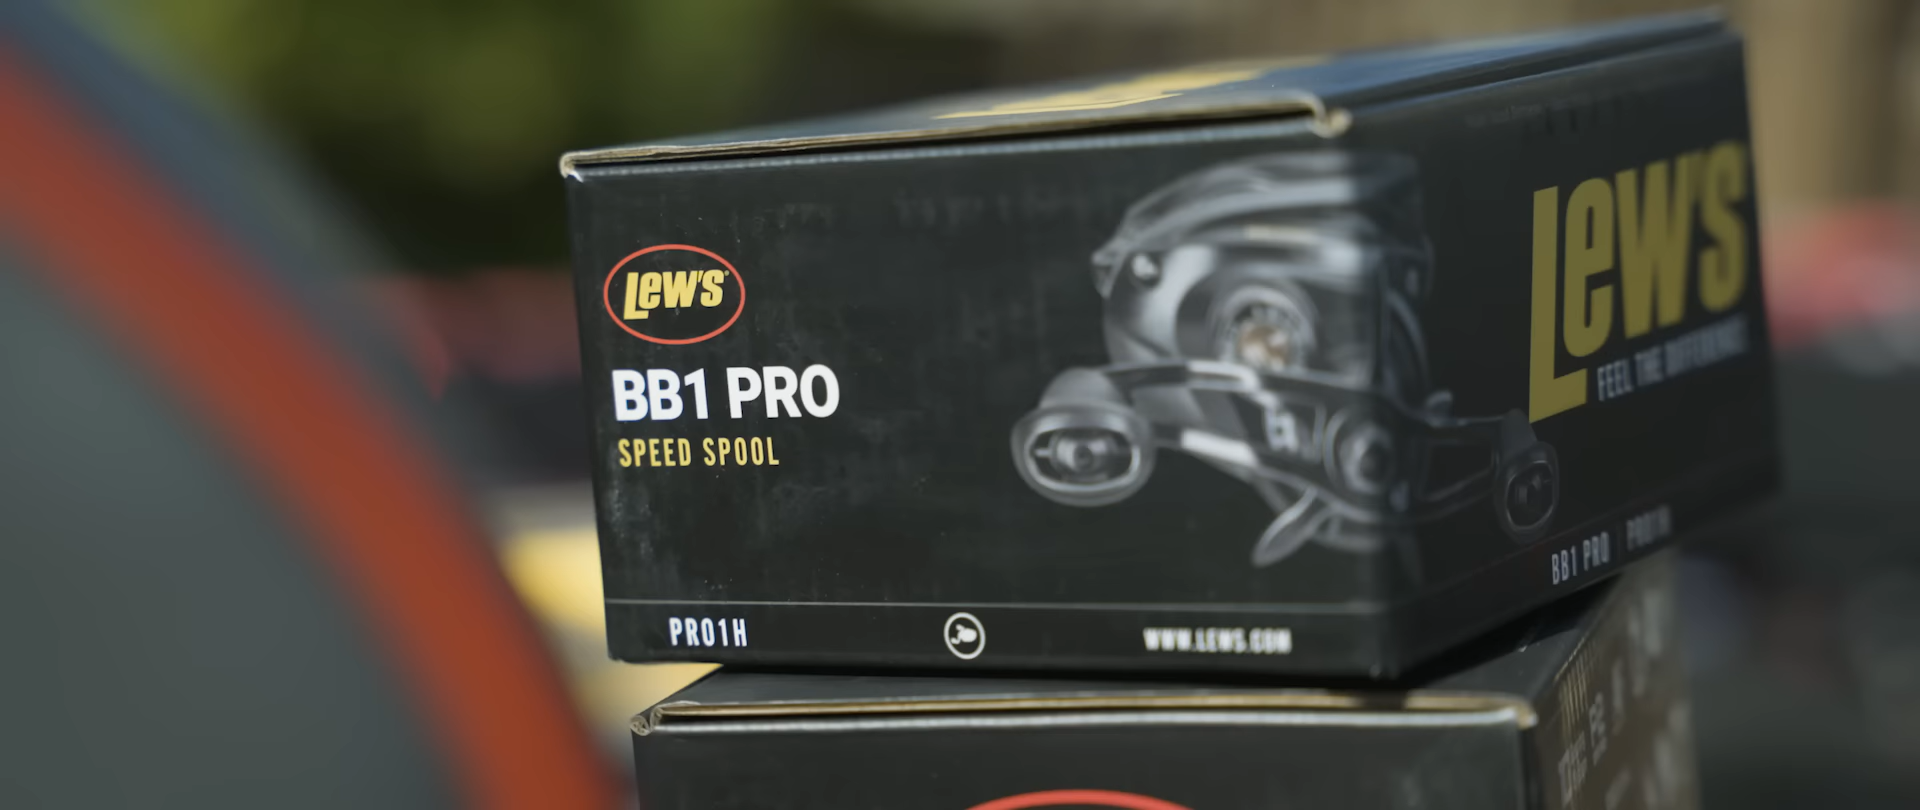 Lew's
BB1 PRO
SPEED SPOOL
PRO1H
WWW.LEWS.COM
Lew's
FEEL THE DIFFERENCE
BB1 PRO PRO1H